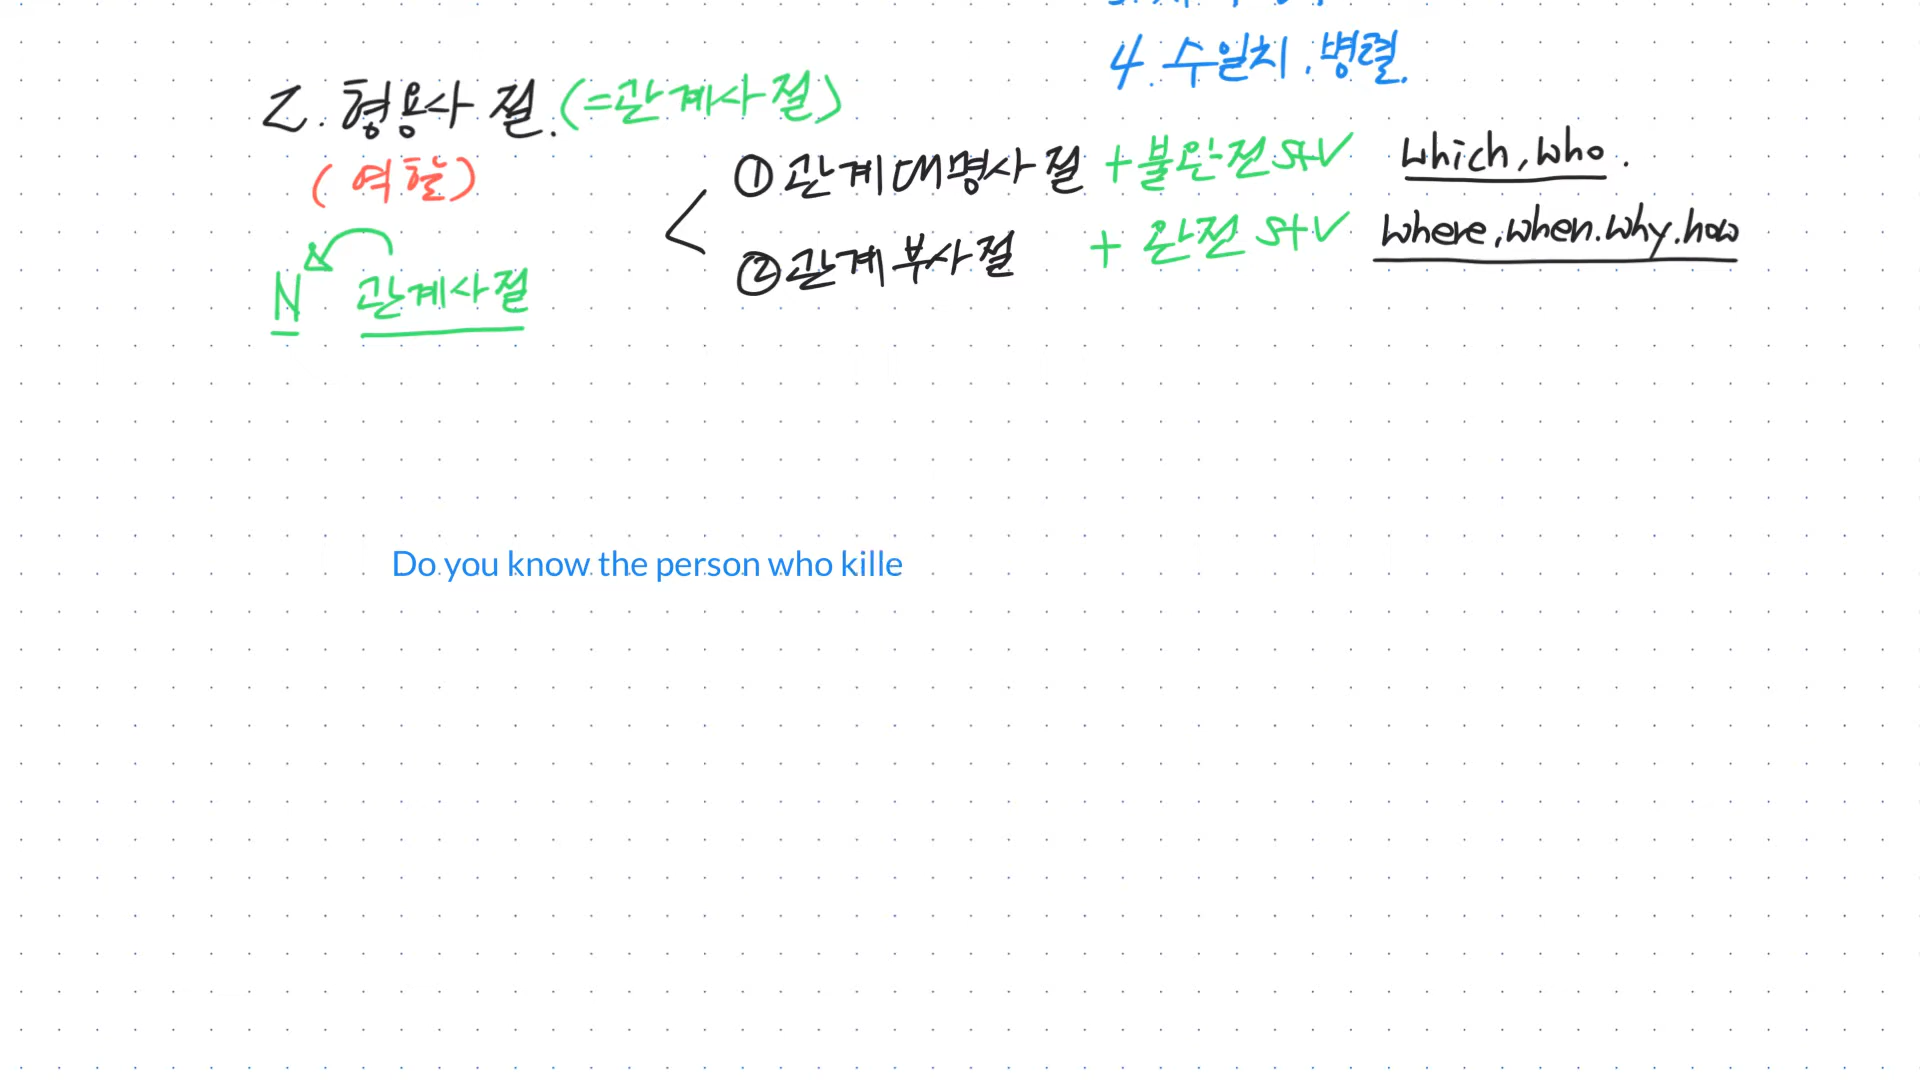 4. 수일치, 병렬.
2. 형용사 절. (=관계사절)
(역할)
① 관계대명사절 + 불완전 S+V which, who.
② 관계부사절 + 완전 S+V where, when. why. how
N 관계사절
Do you know the person who kille